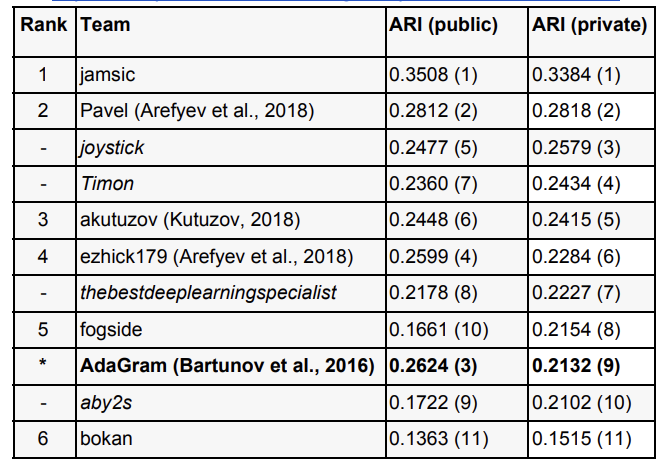 Rank Team ARI (public) ARI (private)
1 jamsic 0.3508 (1) 0.3384 (1)
2 Pavel (Arefyev et al., 2018) 0.2812 (2) 0.2818 (2)
- joystick 0.2477 (5) 0.2579 (3)
- Timon 0.2360 (7) 0.2434 (4)
3 akutuzov (Kutuzov, 2018) 0.2448 (6) 0.2415 (5)
4 ezhick179 (Arefyev et al., 2018) 0.2599 (4) 0.2284 (6)
- thebestdeeplearningspecialist 0.2178 (8) 0.2227 (7)
5 fogside 0.1661 (10) 0.2154 (8)
* AdaGram (Bartunov et al., 2016) 0.2624 (3) 0.2132 (9)
- aby2s 0.1722 (9) 0.2102 (10)
6 bokan 0.1363 (11) 0.1515 (11)